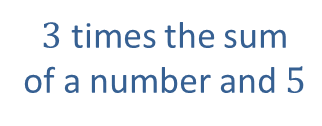 3 times the sum
of a number and 5